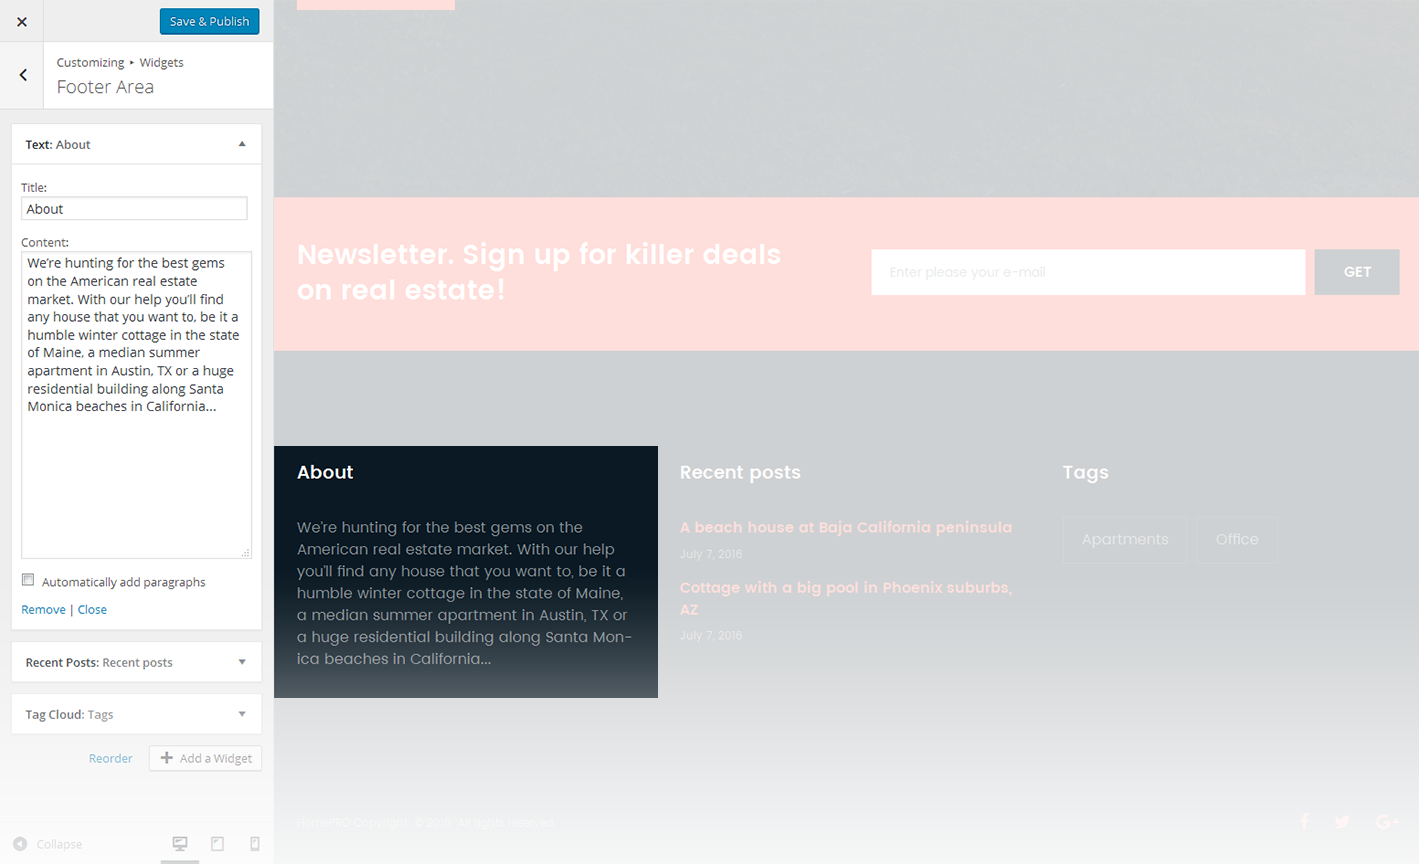 Save & Publish
Customizing ▸ Widgets
Footer Area
Text: About
Title:
About
Content:
We’re hunting for the best gems
on the American real estate
market. With our help you’ll find
any house that you want to, be it a
humble winter cottage in the state
of Maine, a median summer
apartment in Austin, TX or a huge
residential building along Santa
Monica beaches in California...
Automatically add paragraphs
Remove | Close
Recent Posts: Recent posts
Tag Cloud: Tags
Reorder
Add a Widget
Collapse
Newsletter. Sign up for killer deals
on real estate!
Enter please your e-mail
GET
About
We’re hunting for the best gems on the
American real estate market. With our help
you’ll find any house that you want to, be it a
humble winter cottage in the state of Maine,
a median summer apartment in Austin, TX or
a huge residential building along Santa Mon-
ica beaches in California...
Recent posts
A beach house at Baja California peninsula
July 7, 2016
Cottage with a big pool in Phoenix suburbs,
AZ
July 7, 2016
Tags
Apartments
Office
HomePRO Copyright © 2016. All rights reserved.
G+